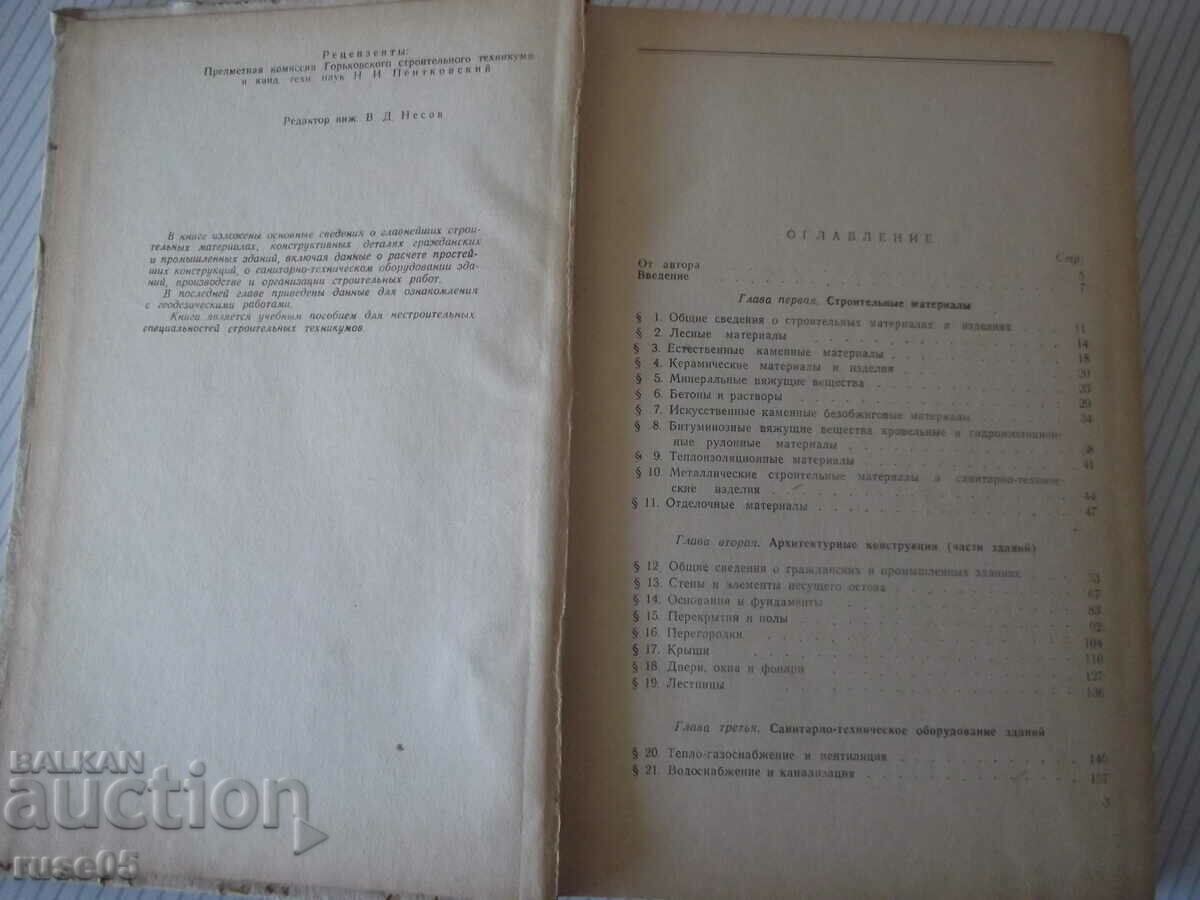 Рецензенты:
Предметная комиссия Горьковского строительного техникума
и канд. техн. наук Н. И. Пентковский
Редактор инж. В. Д. Несов
В книге изложены основные сведения о главнейших строи-
тельных материалах, конструктивных деталях гражданских
и промышленных зданий, включая данные о расчете простей-
ших конструкций, о санитарно-техническом оборудовании зда-
ний, производстве и организации строительных работ.
В последней главе приведены данные для ознакомления
с геодезическими работами.
Книга является учебным пособием для нестроительных
специальностей строительных техникумов.
ОГЛАВЛЕНИЕ
Стр.
От автора 5
Введение 7
Глава первая. Строительные материалы
§ 1. Общие сведения о строительных материалах и изделиях 11
§ 2. Лесные материалы 14
§ 3. Естественные каменные материалы 18
§ 4. Керамические материалы и изделия 20
§ 5. Минеральные вяжущие вещества
§ 6. Бетоны и растворы 29
§ 7. Искусственные каменные безобжиговые материалы 34
§ 8. Битуминозные вяжущие вещества кровельные и гидроизоляцион-
ные рулонные материалы
§ 9. Теплоизоляционные материалы 41
§ 10. Металлические строительные материалы и санитарно-техниче-
ские изделия 44
§ 11. Отделочные материалы 47
Глава вторая. Архитектурные конструкции (части зданий)
§ 12. Общие сведения о гражданских и промышленных зданиях 53
§ 13. Стены и элементы несущего остова 67
§ 14. Основания и фундаменты 83
§ 15. Перекрытия и полы 92
§ 16. Перегородки 104
§ 17. Крыши 110
§ 18. Двери, окна и фонари 127
§ 19. Лестницы 136
Глава третья. Санитарно-техническое оборудование зданий
§ 20. Тепло-газоснабжение и вентиляция
§ 21. Водоснабжение и канализация
3
BALKAN
auction
ruse05